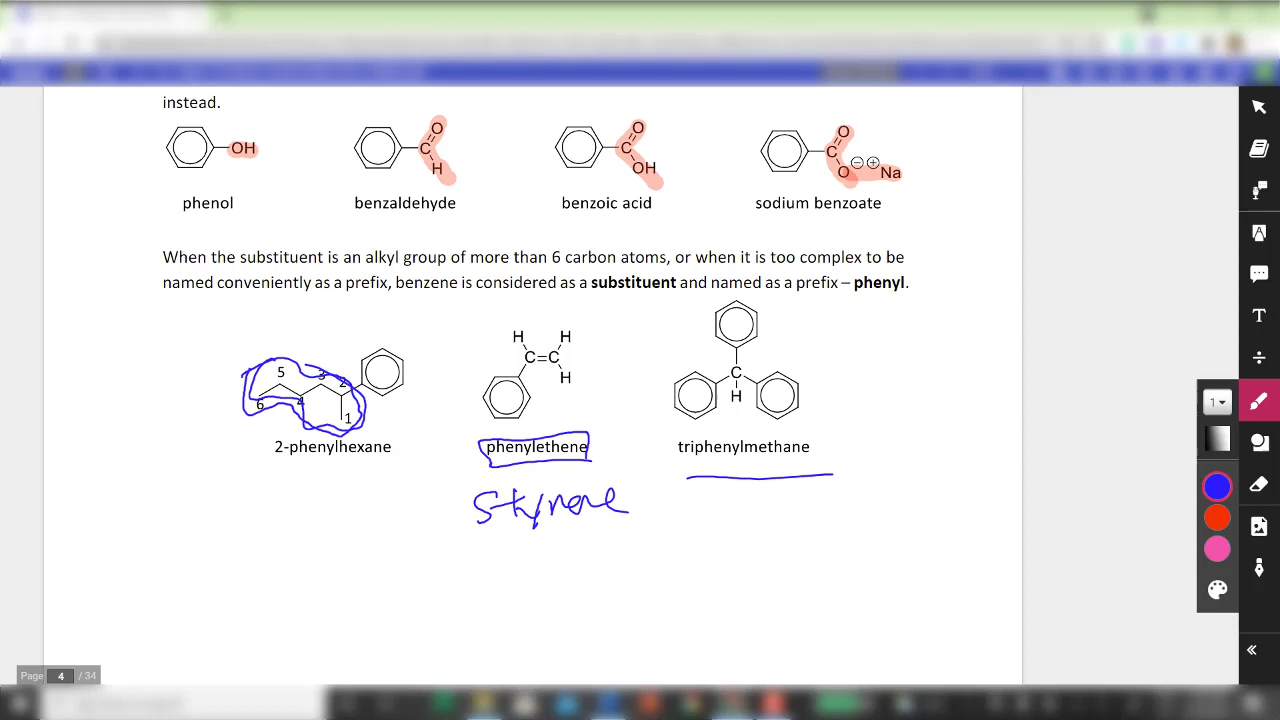 instead.
OH
C O H
C O OH
C O O ⊖ ⊕ Na
phenol benzaldehyde benzoic acid sodium benzoate
When the substituent is an alkyl group of more than 6 carbon atoms, or when it is too complex to be
named conveniently as a prefix, benzene is considered as a substituent and named as a prefix – phenyl.
5 3 2 6 4 1
H H C=C H
C H
2-phenylhexane phenylethene triphenylmethane
styrene
Page 4 / 34
1
T